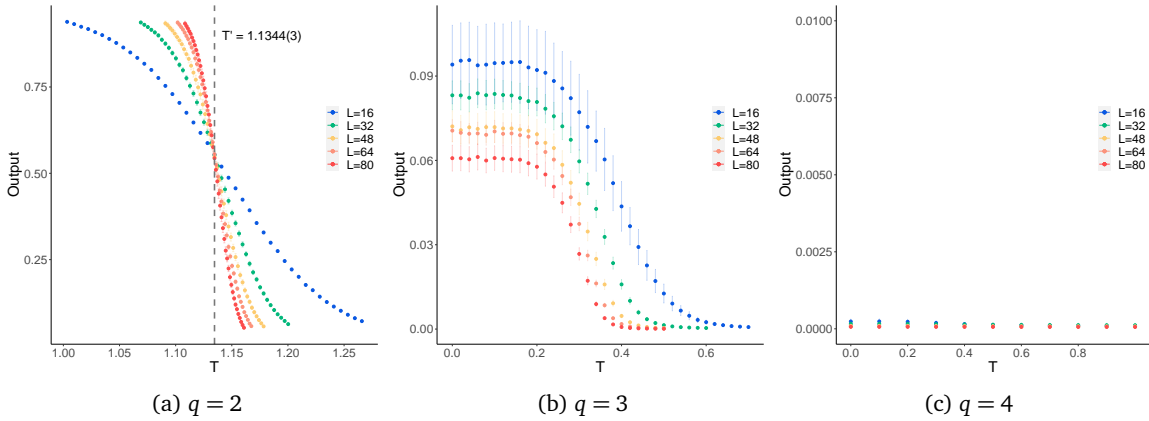 T' = 1.1344(3)
0.75
0.50
0.25
Output
1.00 1.05 1.10 1.15 1.20 1.25
T
L=16
L=32
L=48
L=64
L=80
(a) q = 2
0.09
0.06
0.03
0.00
Output
0.0 0.2 0.4 0.6
T
L=16
L=32
L=48
L=64
L=80
(b) q = 3
0.0100
0.0075
0.0050
0.0025
0.0000
Output
0.0 0.2 0.4 0.6 0.8
T
L=16
L=32
L=48
L=64
L=80
(c) q = 4